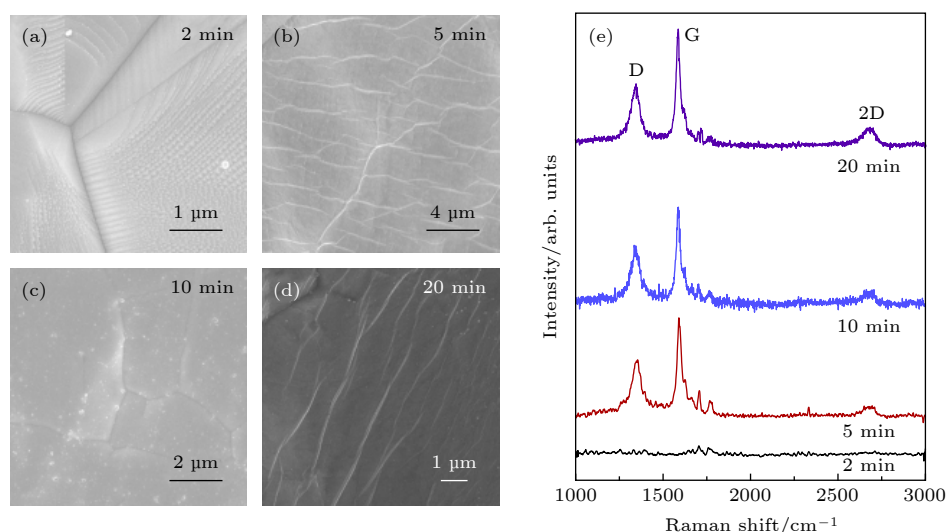 (a) 2 min
1 µm
(b) 5 min
4 µm
(c) 10 min
2 µm
(d) 20 min
1 µm
(e)
G
D
2D
20 min
10 min
5 min
2 min
Intensity/arb. units
1000 1500 2000 2500 3000
Raman shift/cm⁻¹